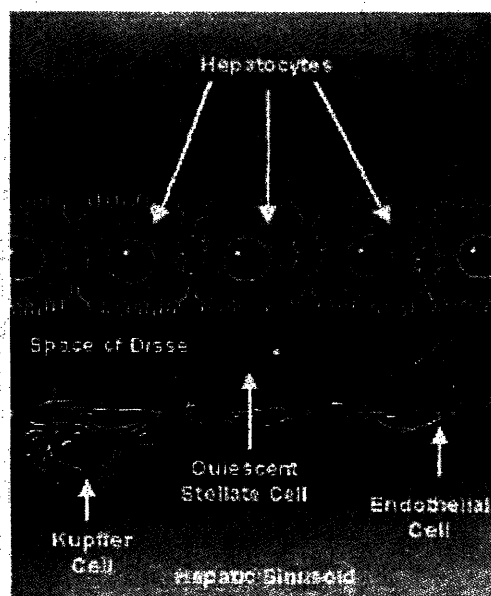 Hepatocytes
Space of Disse
Quiescent
Stellate Cell
Endothelial
Cell
Kupffer
Cell
Hepatic Sinusoid